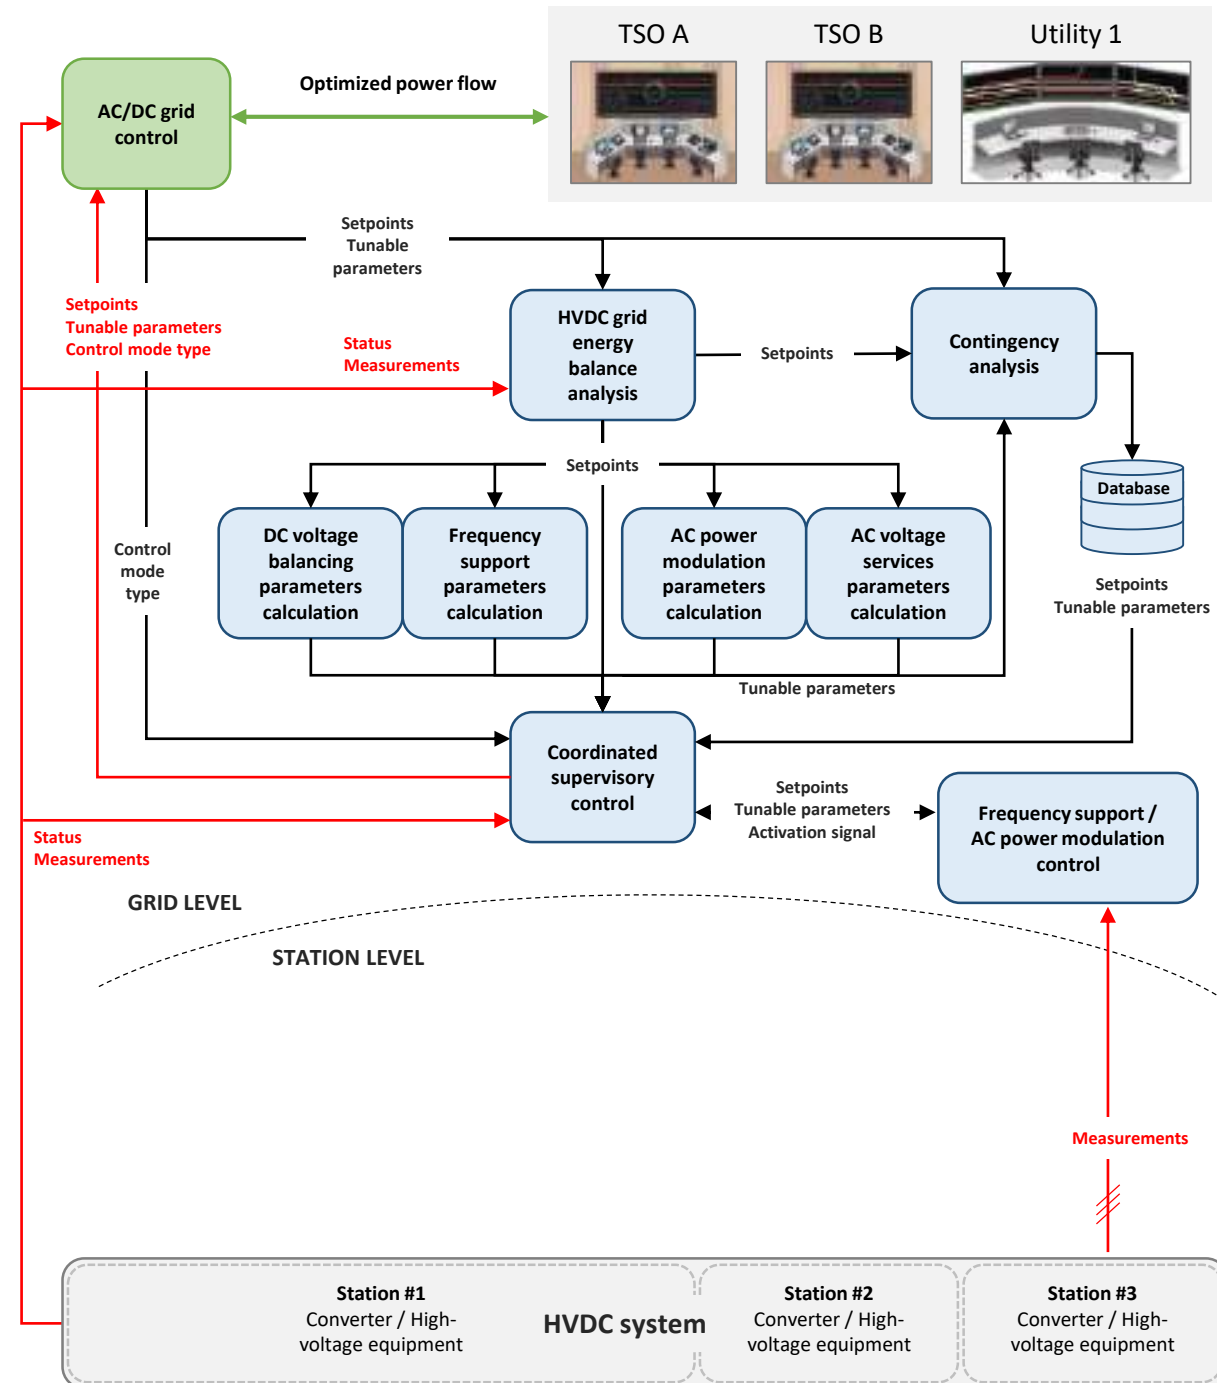 TSO A
TSO B
Utility 1
AC/DC grid
control
Optimized power flow
Setpoints
Tunable
parameters
Setpoints
Tunable parameters
Control mode type
Status
Measurements
HVDC grid
energy
balance
analysis
Setpoints
Contingency
analysis
Setpoints
Database
DC voltage
balancing
parameters
calculation
Frequency
support
parameters
calculation
AC power
modulation
parameters
calculation
AC voltage
services
parameters
calculation
Control
mode
type
Setpoints
Tunable parameters
Tunable parameters
Coordinated
supervisory
control
Setpoints
Tunable parameters
Activation signal
Frequency support /
AC power modulation
control
Status
Measurements
GRID LEVEL
STATION LEVEL
Measurements
Station #1
Converter / High-
voltage equipment
HVDC system
Station #2
Converter / High-
voltage equipment
Station #3
Converter / High-
voltage equipment